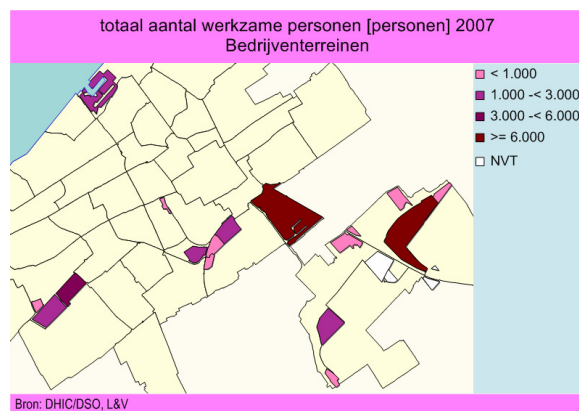 totaal aantal werkzame personen [personen] 2007
Bedrijventerreinen
< 1.000
1.000 -< 3.000
3.000 -< 6.000
>= 6.000
NVT
Bron: DHIC/DSO, L&V